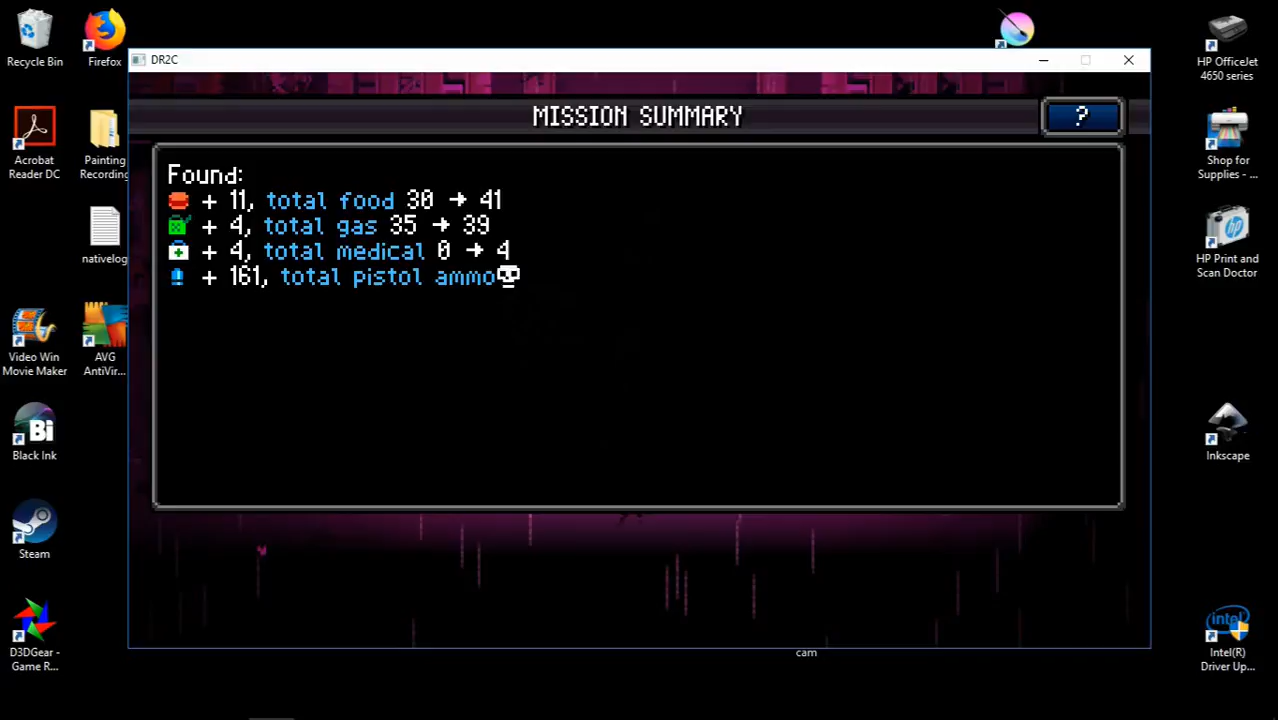 Recycle Bin
Firefox
DR2C
HP OfficeJet
4650 series
MISSION SUMMARY
?
Acrobat
Reader DC
Painting
Recording
Shop for
Supplies - ...
Found:
+ 11, total food 30 → 41
+ 4, total gas 35 → 39
+ 4, total medical 0 → 4
+ 161, total pistol ammo
nativelog
HP Print and
Scan Doctor
Video Win
Movie Maker
AVG
AntiVir...
Bi
Black Ink
Inkscape
Steam
D3DGear -
Game R...
cam
intel
Intel(R)
Driver Up...